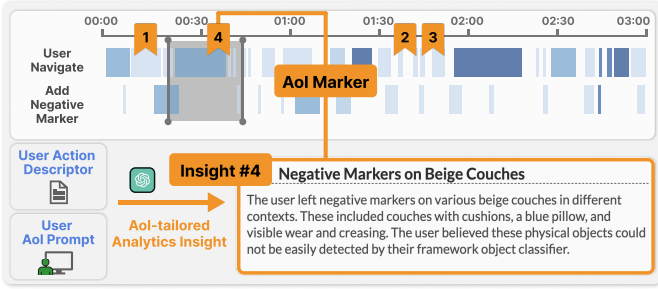 00:00 00:30 01:00 01:30 02:00 02:30 03:00
1 4 2 3
User
Navigate
AoI Marker
Add
Negative
Marker
User Action
Descriptor
User
AoI Prompt
AoI-tailored
Analytics Insight
Insight #4
Negative Markers on Beige Couches
The user left negative markers on various beige couches in different
contexts. These included couches with cushions, a blue pillow, and
visible wear and creasing. The user believed these physical objects could
not be easily detected by their framework object classifier.